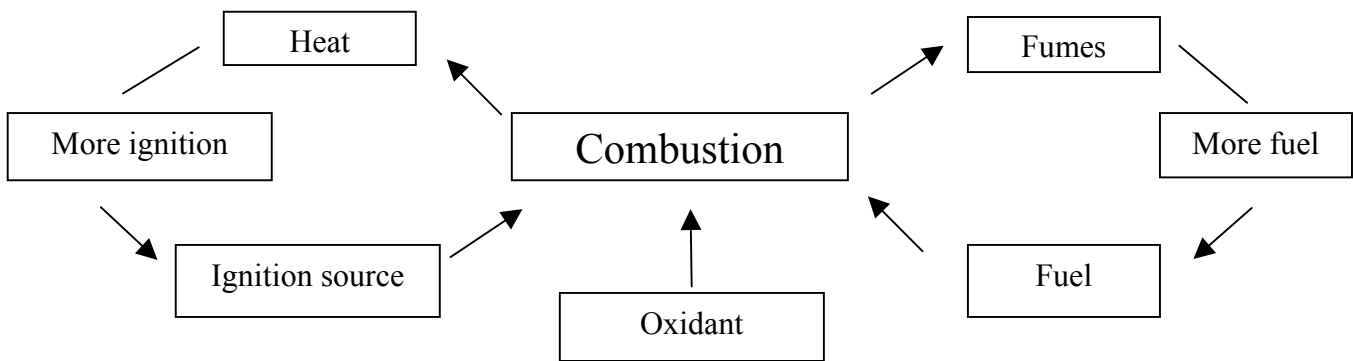 Heat
Fumes
More ignition
Combustion
More fuel
Ignition source
Fuel
Oxidant